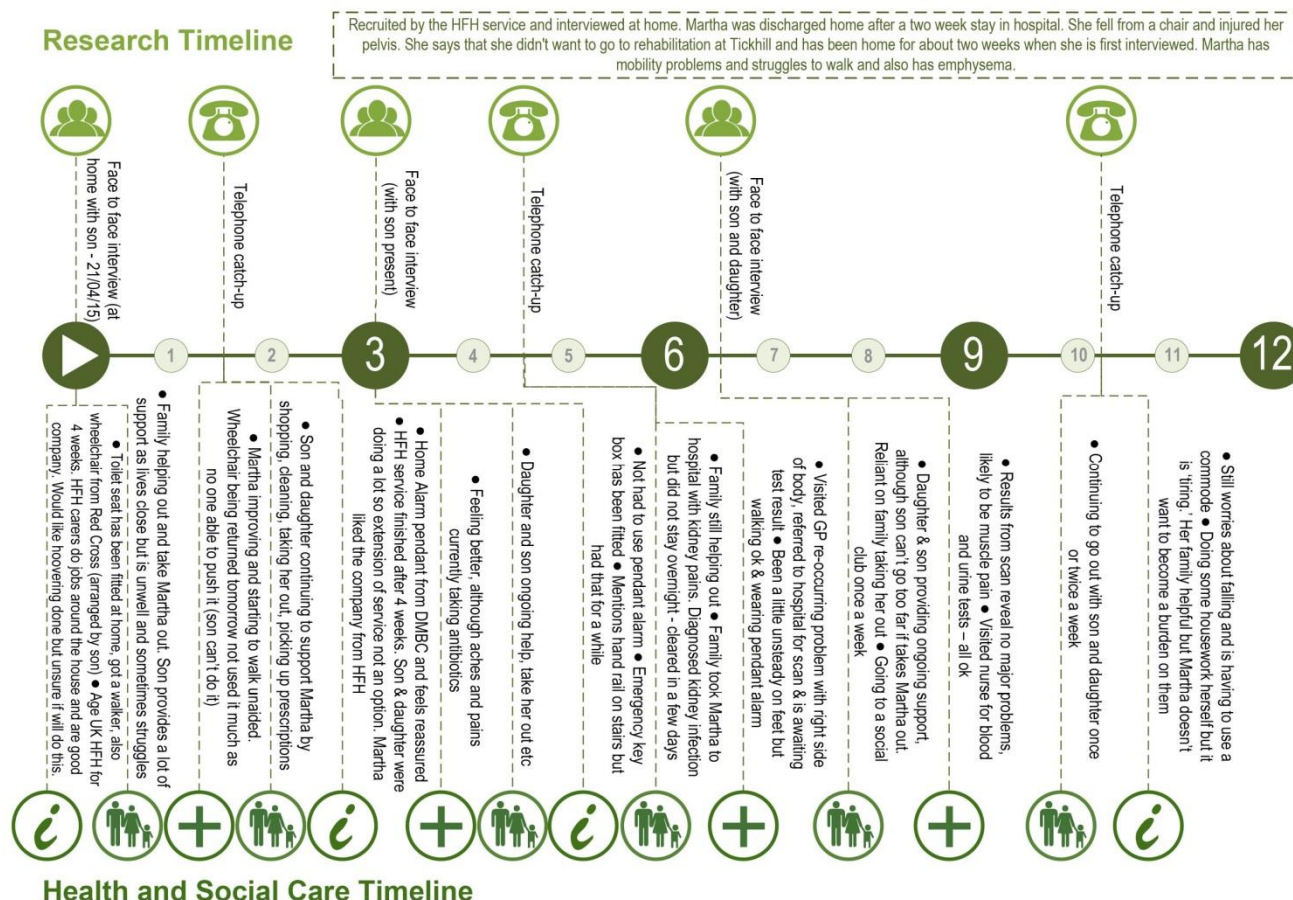 Research Timeline
Recruited by the HFH service and interviewed at home. Martha was discharged home after a two week stay in hospital. She fell from a chair and injured her
pelvis. She says that she didn't want to go to rehabilitation at Tickhill and has been home for about two weeks when she is first interviewed. Martha has
mobility problems and struggles to walk and also has emphysema.
Face to face interview (at
home with son - 21/04/15)
Telephone catch-up
Face to face interview
(with son present)
Telephone catch-up
Face to face interview
(with son and daughter)
Telephone catch-up
1 2 3 4 5 6 7 8 9 10 11 12
● Toilet seat has been fitted at home, got a walker, also
wheelchair from Red Cross (arranged by son) ● Age UK HFH for
4 weeks. HFH carers do jobs around the house and are good
company. Would like hoovering done but unsure if will do this.
● Family helping out and take Martha out. Son provides a lot of
support as lives close but is unwell and sometimes struggles
● Martha improving and starting to walk unaided.
Wheelchair being returned tomorrow not used it much as
no one able to push it (son can't do it)
● Son and daughter continuing to support Martha by
shopping, cleaning, taking her out, picking up prescriptions
● Home Alarm pendant from DMBC and feels reassured
● HFH service finished after 4 weeks. Son & daughter were
doing a lot so extension of service not an option. Martha
liked the company from HFH
● Feeling better, although aches and pains
currently taking antibiotics
● Daughter and son ongoing help, take her out etc
● Not had to use pendant alarm ● Emergency key
box has been fitted ● Mentions hand rail on stairs but
had that for a while
● Family still helping out ● Family took Martha to
hospital with kidney pains. Diagnosed kidney infection
but did not stay overnight - cleared in a few days
● Visited GP re-occurring problem with right side
of body, referred to hospital for scan & is awaiting
test result ● Been a little unsteady on feet but
walking ok & wearing pendant alarm
● Daughter & son providing ongoing support,
although son can't go too far if takes Martha out.
Reliant on family taking her out ● Going to a social
club once a week
● Results from scan reveal no major problems,
likely to be muscle pain ● Visited nurse for blood
and urine tests – all ok
● Continuing to go out with son and daughter once
or twice a week
● Still worries about falling and is having to use a
commode ● Doing some housework herself but it
is 'tiring.' Her family helpful but Martha doesn't
want to become a burden on them
i + i + i + + i
Health and Social Care Timeline